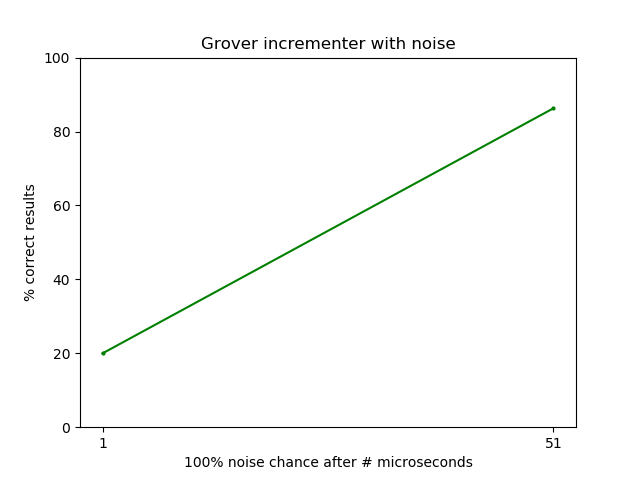 Grover incrementer with noise
100
80
60
40
20
0
% correct results
1 51
100% noise chance after # microseconds